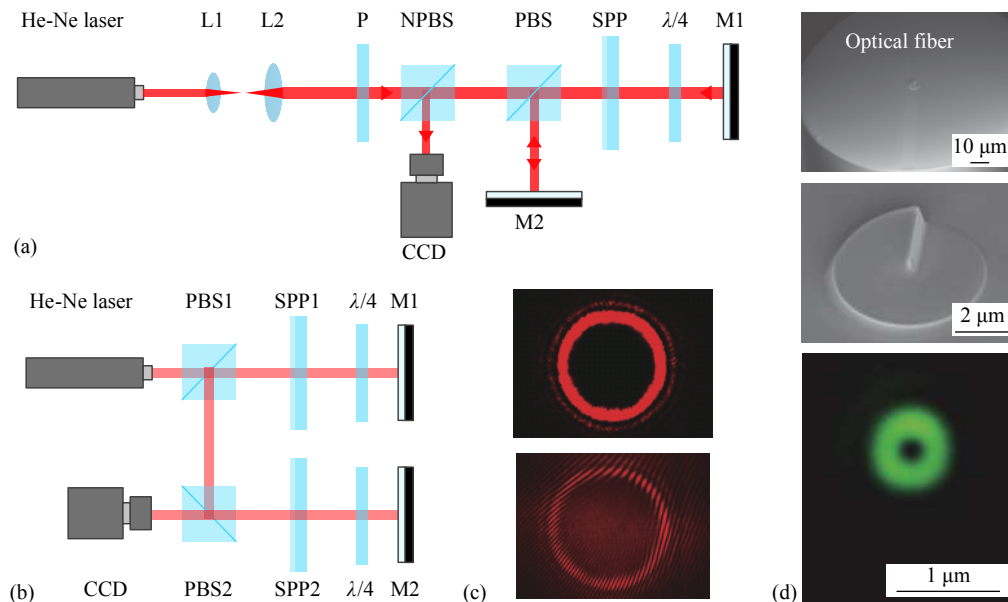 He-Ne laser L1 L2 P NPBS PBS SPP λ/4 M1
M2
CCD
(a)
He-Ne laser PBS1 SPP1 λ/4 M1
CCD PBS2 SPP2 λ/4 M2
(b)
(c)
Optical fiber
10 μm
2 μm
1 μm
(d)